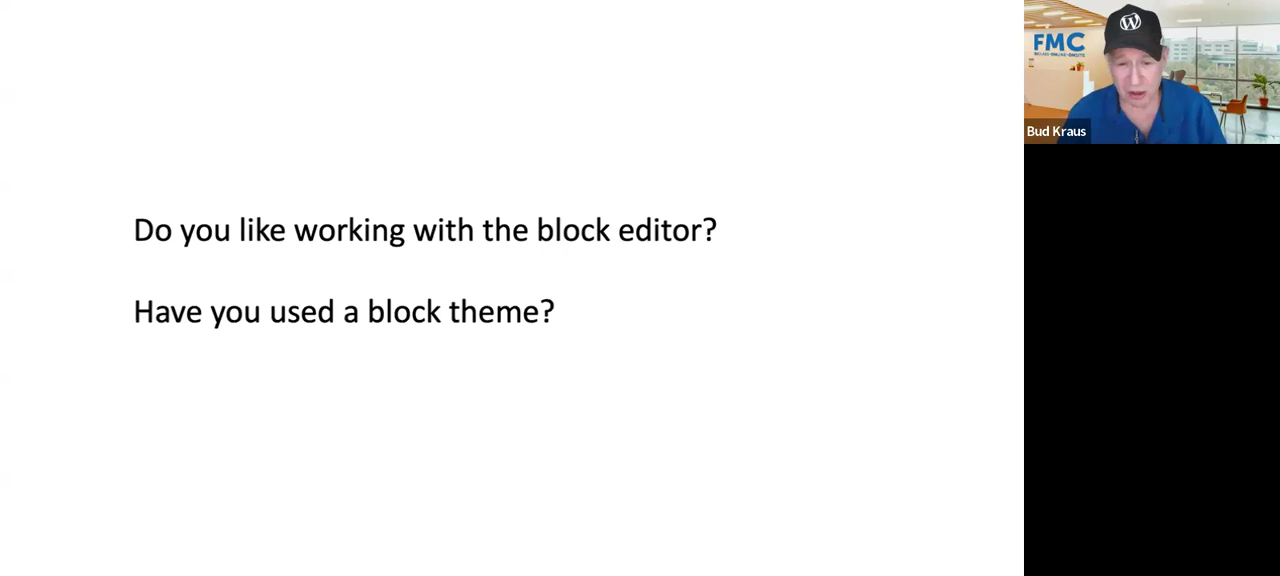 Do you like working with the block editor?
Have you used a block theme?
FMC
Bud Kraus